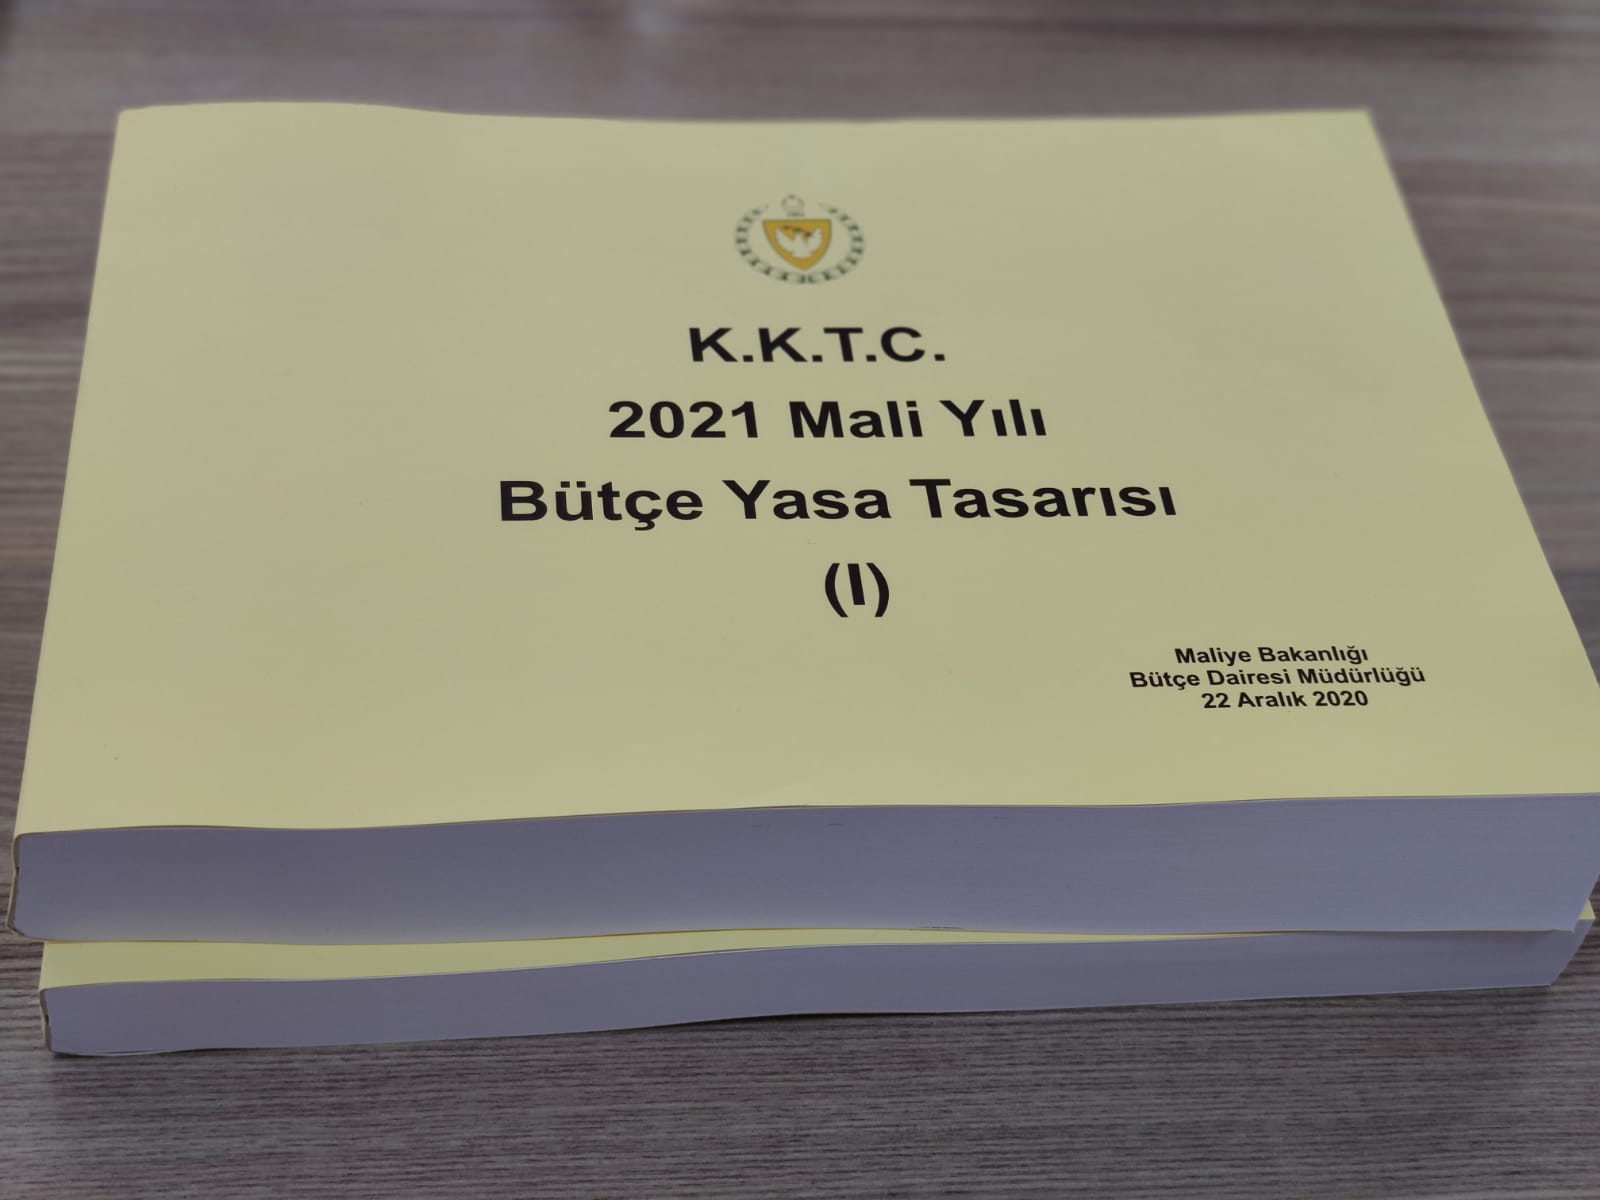 K.K.T.C.
2021 Mali Yılı
Bütçe Yasa Tasarısı
(I)
Maliye Bakanlığı
Bütçe Dairesi Müdürlüğü
22 Aralık 2020